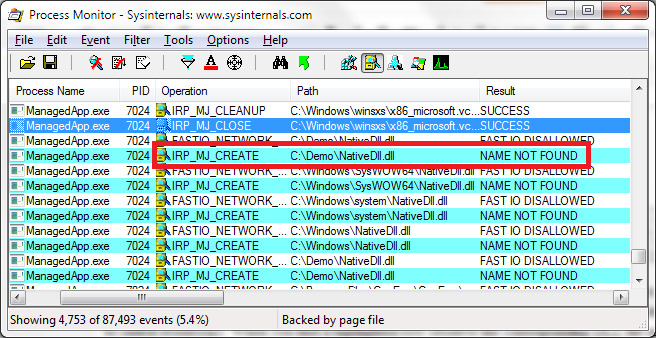 Process Monitor - Sysinternals: www.sysinternals.com
File Edit Event Filter Tools Options Help
Process Name PID Operation Path Result
ManagedApp.exe 7024 IRP_MJ_CLEANUP C:\Windows\winsxs\x86_microsoft.vc... SUCCESS
ManagedApp.exe 7024 IRP_MJ_CLOSE C:\Windows\winsxs\x86_microsoft.vc... SUCCESS
ManagedApp.exe 7024 FASTIO_NETWORK_... C:\Demo\NativeDll.dll FAST IO DISALLOWED
ManagedApp.exe 7024 IRP_MJ_CREATE C:\Demo\NativeDll.dll NAME NOT FOUND
ManagedApp.exe 7024 FASTIO_NETWORK_... C:\Windows\SysWOW64\NativeDll.dll FAST IO DISALLOWED
ManagedApp.exe 7024 IRP_MJ_CREATE C:\Windows\SysWOW64\NativeDll.dll NAME NOT FOUND
ManagedApp.exe 7024 FASTIO_NETWORK_... C:\Windows\system\NativeDll.dll FAST IO DISALLOWED
ManagedApp.exe 7024 IRP_MJ_CREATE C:\Windows\system\NativeDll.dll NAME NOT FOUND
ManagedApp.exe 7024 FASTIO_NETWORK_... C:\Windows\NativeDll.dll FAST IO DISALLOWED
ManagedApp.exe 7024 IRP_MJ_CREATE C:\Windows\NativeDll.dll NAME NOT FOUND
ManagedApp.exe 7024 FASTIO_NETWORK_... C:\Demo\NativeDll.dll FAST IO DISALLOWED
ManagedApp.exe 7024 IRP_MJ_CREATE C:\Demo\NativeDll.dll NAME NOT FOUND
ManagedApp.exe 7024 FASTIO_NETWORK_... FAST IO DISALLOWED
Showing 4,753 of 87,493 events (5.4%) Backed by page file